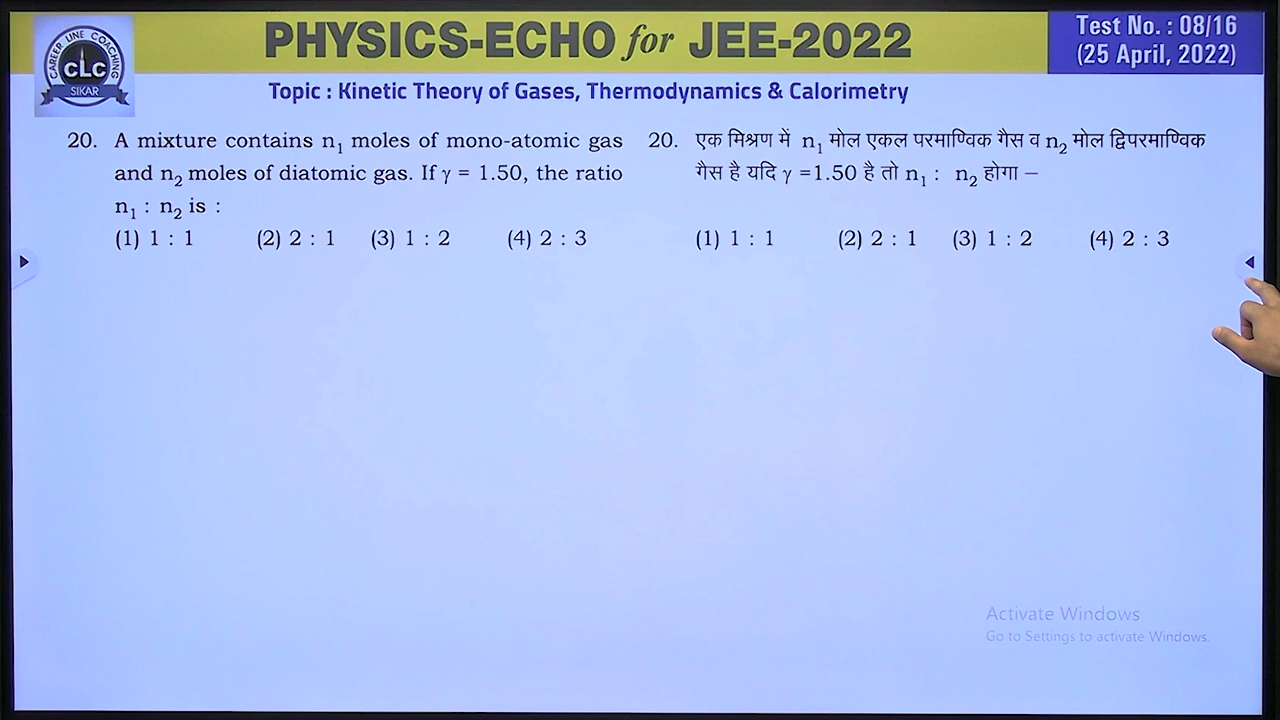 PHYSICS-ECHO for JEE-2022
Test No. : 08/16
(25 April, 2022)
CAREER LINE COACHING
CLC
SIKAR
Topic : Kinetic Theory of Gases, Thermodynamics & Calorimetry
20. A mixture contains n₁ moles of mono-atomic gas
and n₂ moles of diatomic gas. If γ = 1.50, the ratio
n₁ : n₂ is :
(1) 1 : 1 (2) 2 : 1 (3) 1 : 2 (4) 2 : 3
20. एक मिश्रण में n₁ मोल एकल परमाण्विक गैस व n₂ मोल द्विपरमाण्विक
गैस है यदि γ =1.50 है तो n₁ : n₂ होगा –
(1) 1 : 1 (2) 2 : 1 (3) 1 : 2 (4) 2 : 3
Activate Windows
Go to Settings to activate Windows.